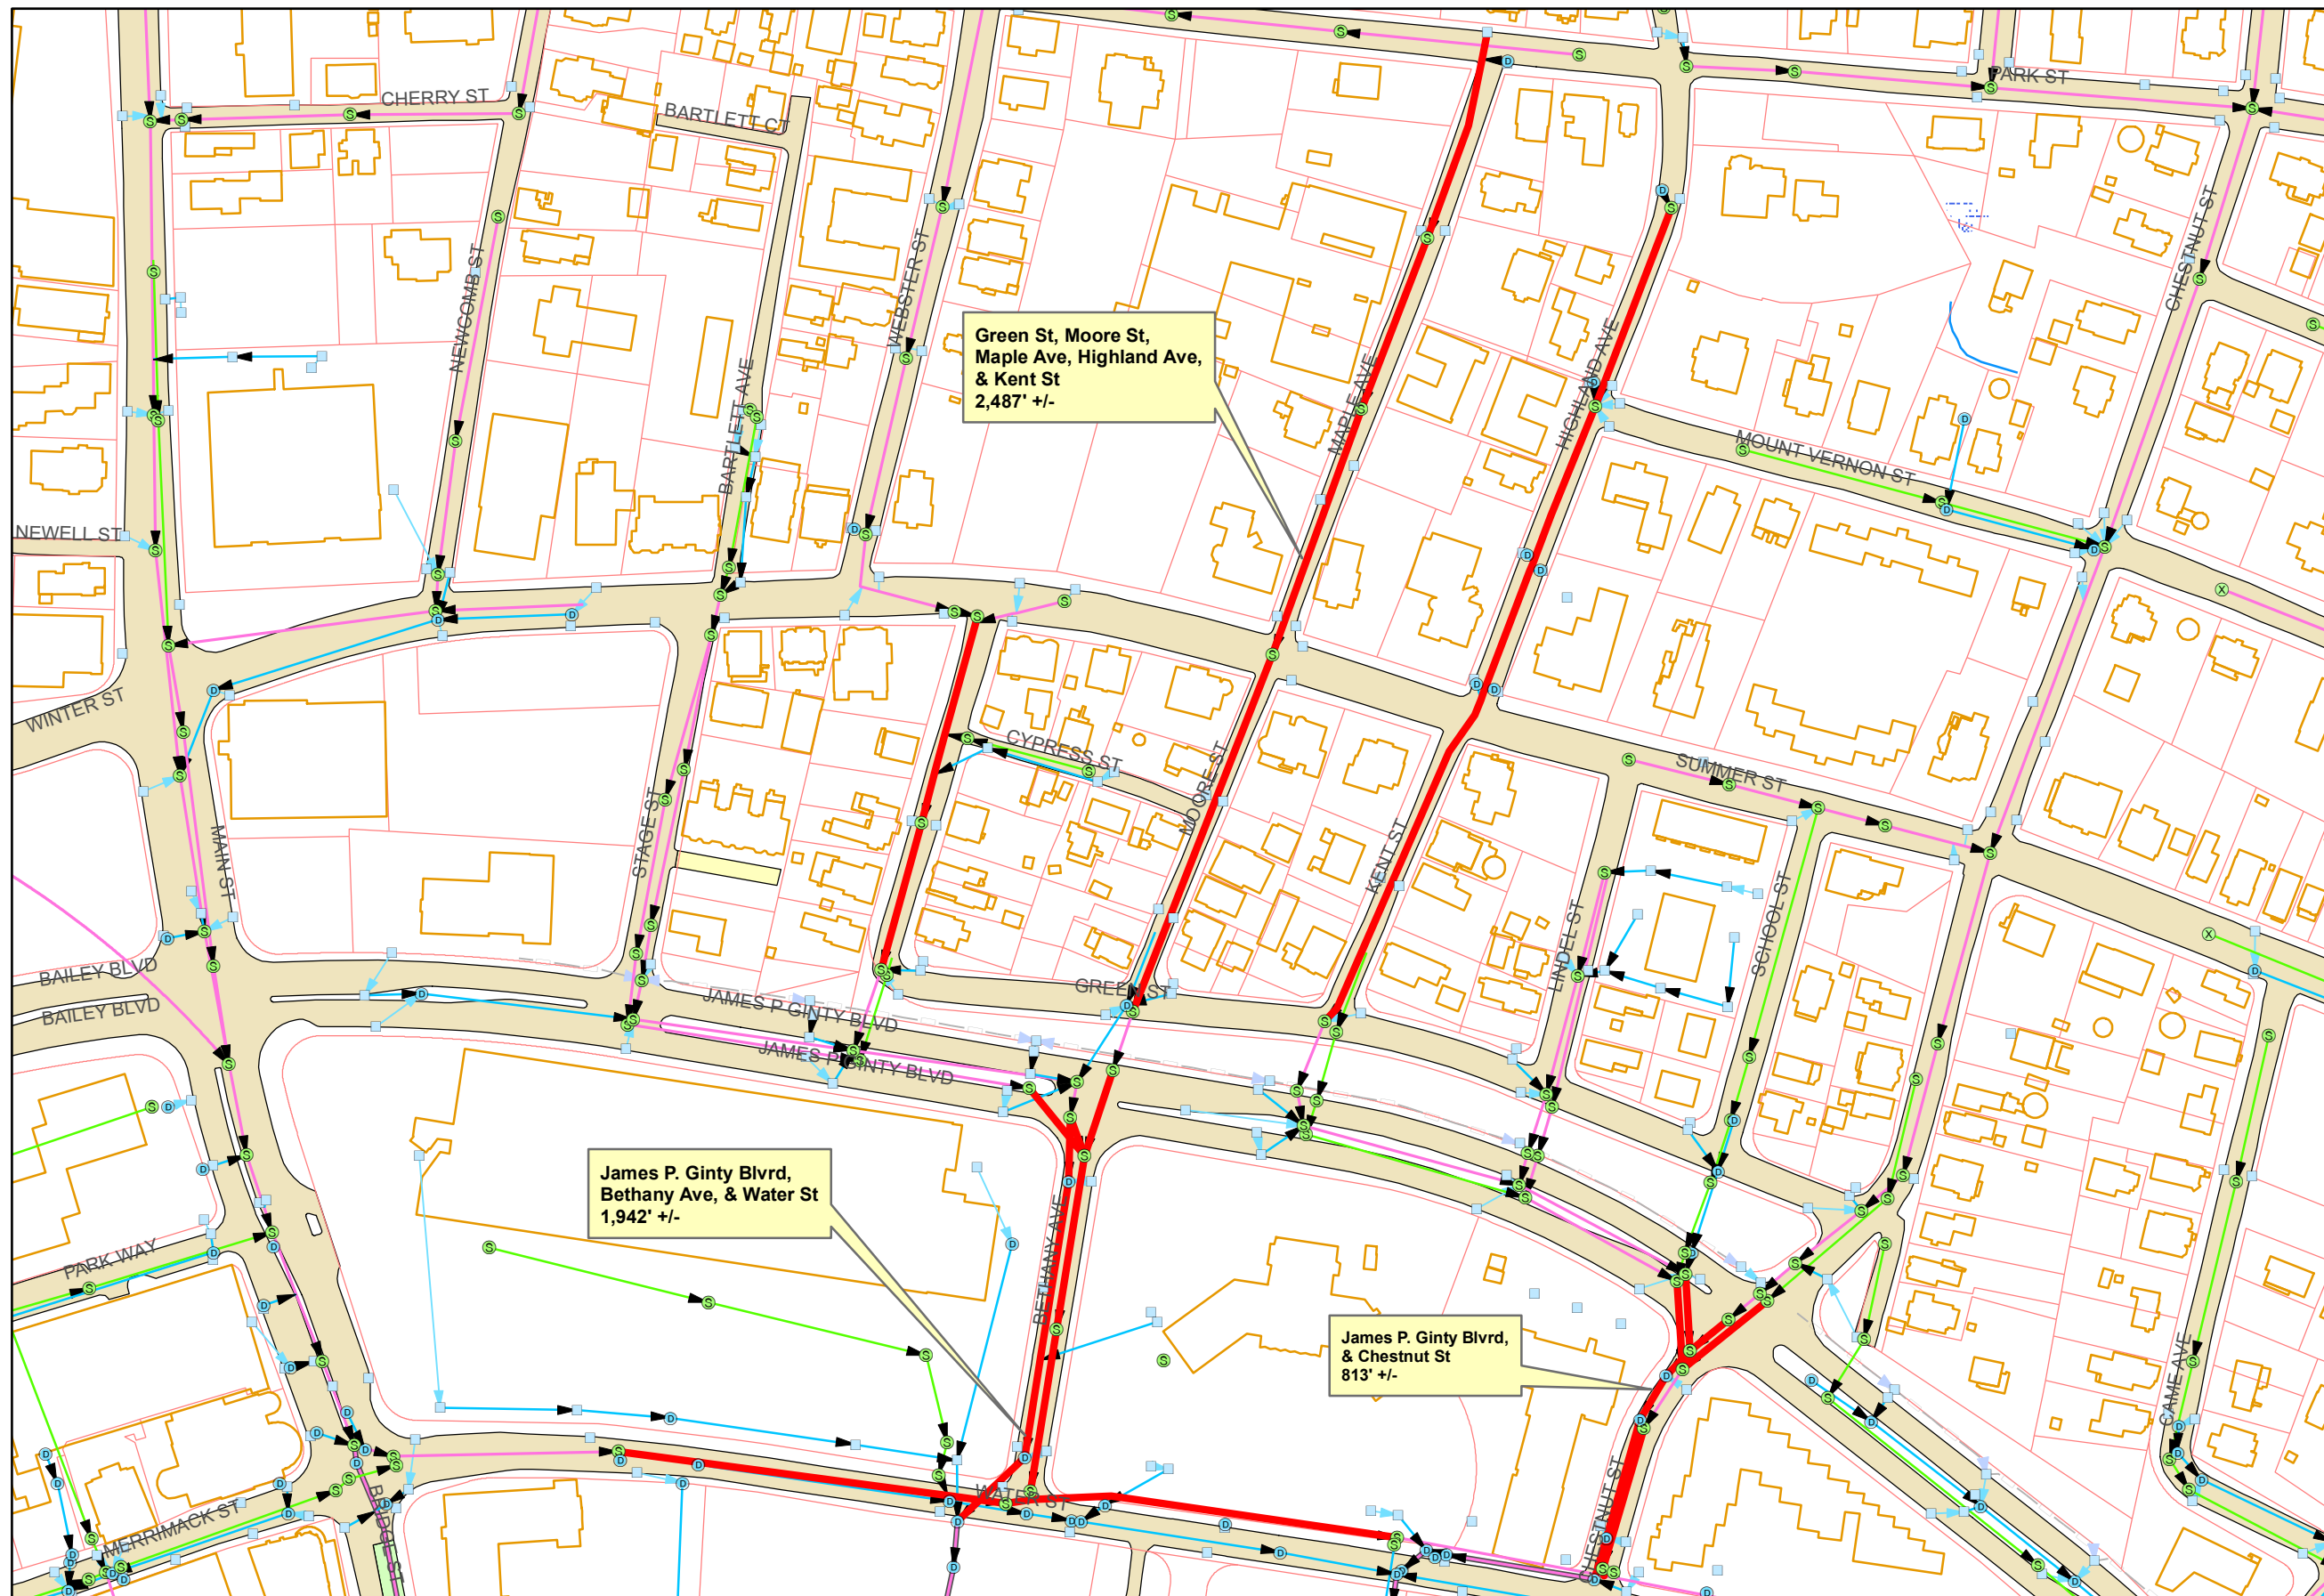 PARK ST
CHERRY ST
BARTLETT CT
CHESTNUT ST
NEWCOMB ST
WEBSTER ST
Green St, Moore St,
Maple Ave, Highland Ave,
& Kent St
2,487' +/-
MAPLE AVE
HIGHLAND AVE
BARTLETT AVE
MOUNT VERNON ST
NEWELL ST
WINTER ST
CYPRESS ST
SUMMER ST
MOORE ST
STAGE ST
MAIN ST
KENT ST
LINDEL ST
SCHOOL ST
BAILEY BLVD
BAILEY BLVD
GREEN ST
JAMES P GINTY BLVD
JAMES P GINTY BLVD
James P. Ginty Blvrd,
Bethany Ave, & Water St
1,942' +/-
BETHANY AVE
PARK WAY
James P. Ginty Blvrd,
& Chestnut St
813' +/-
CAME AVE
WATER ST
CHESTNUT ST
MERRIMACK ST
BRIDGE ST